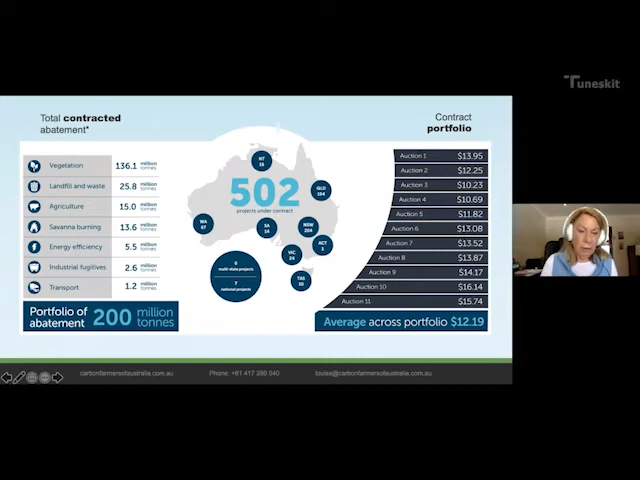 Tuneskit
Total contracted
abatement*
Contract
portfolio
Vegetation 136.1 million tonnes
Landfill and waste 25.8 million tonnes
Agriculture 15.0 million tonnes
Savanna burning 13.6 million tonnes
Energy efficiency 5.5 million tonnes
Industrial fugitives 2.6 million tonnes
Transport 1.2 million tonnes
Portfolio of abatement 200 million tonnes
NT
15
502
projects under contract
QLD
154
WA
67
SA
14
NSW
204
ACT
1
VIC
24
TAS
10
6
multi-state projects
7
national projects
Auction 1 $13.95
Auction 2 $12.25
Auction 3 $10.23
Auction 4 $10.69
Auction 5 $11.82
Auction 6 $13.08
Auction 7 $13.52
Auction 8 $13.87
Auction 9 $14.17
Auction 10 $16.14
Auction 11 $15.74
Average across portfolio $12.19
carbonfarmersofaustralia.com.au
Phone: +61 417 280 540
louisa@carbonfarmersofaustralia.com.au